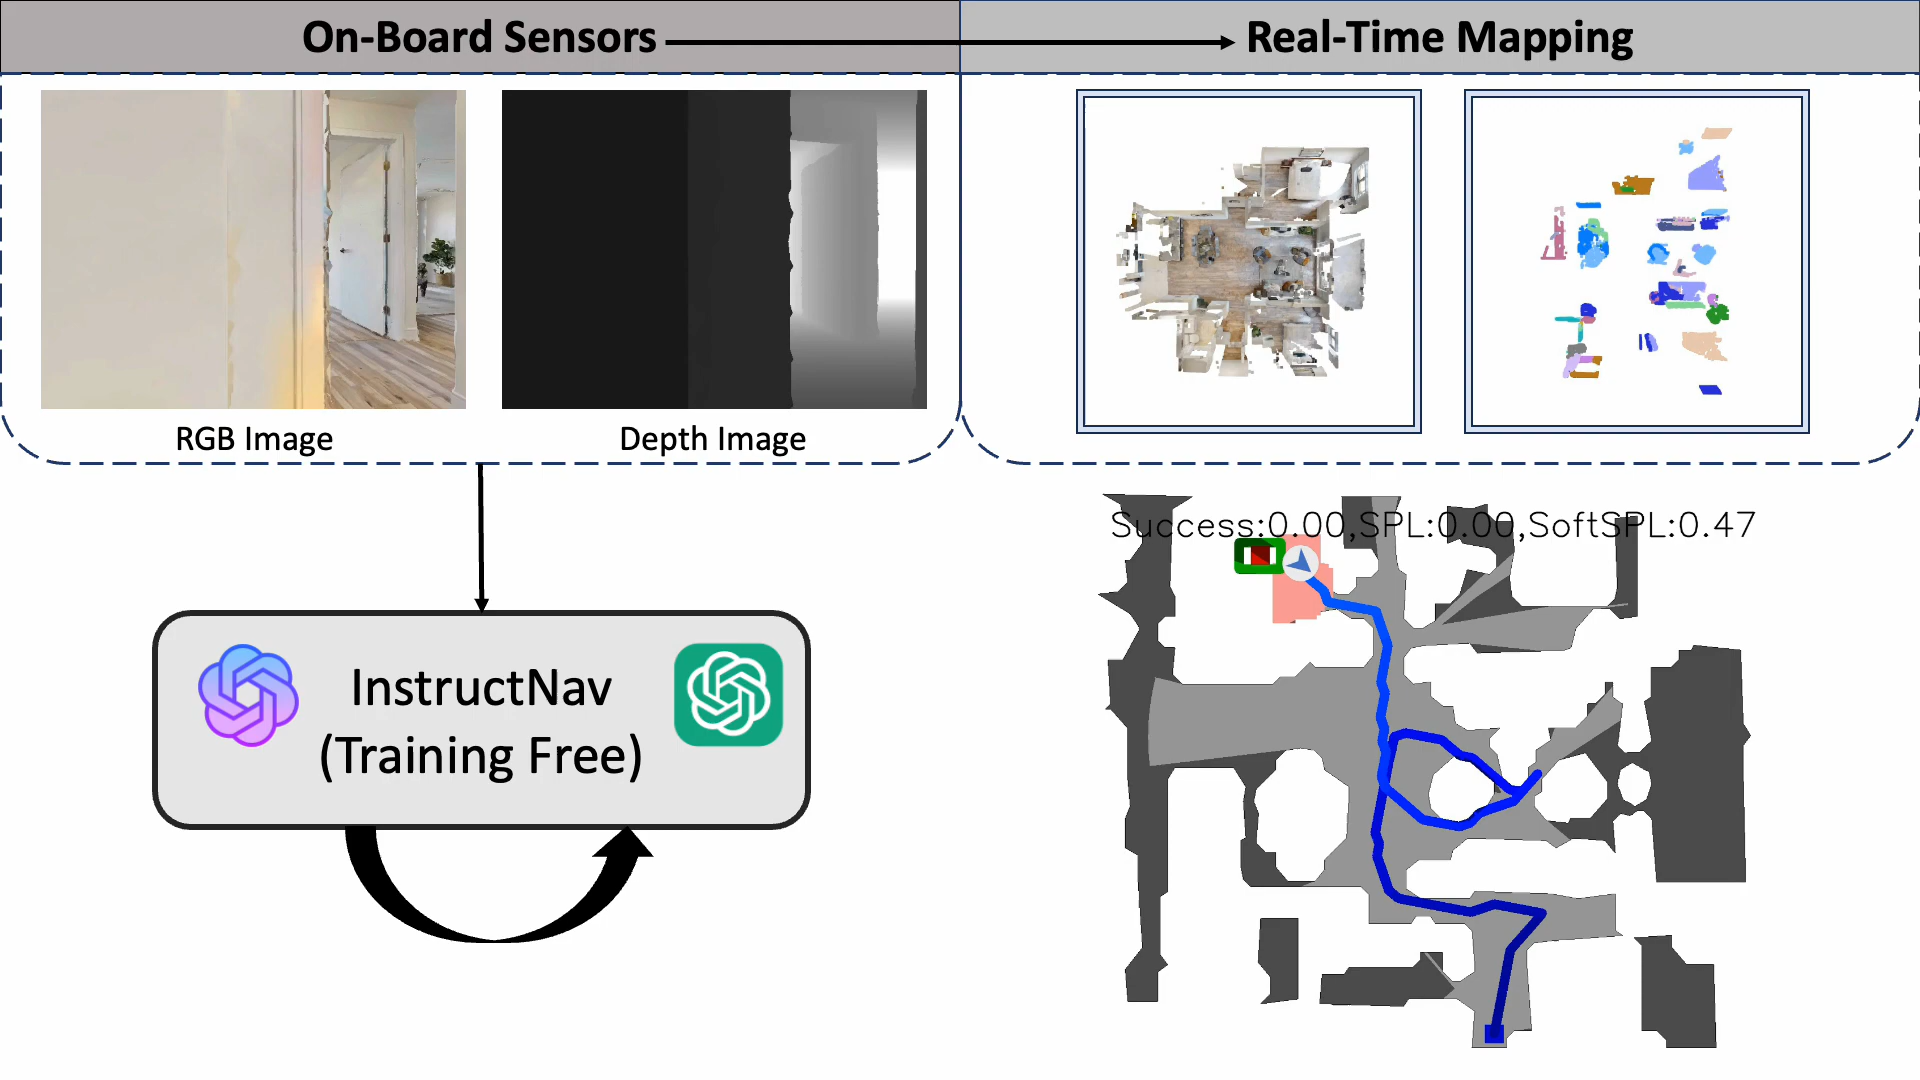 On-Board Sensors
Real-Time Mapping
RGB Image
Depth Image
Success:0.00,SPL:0.00,SoftSPL:0.47
InstructNav
(Training Free)